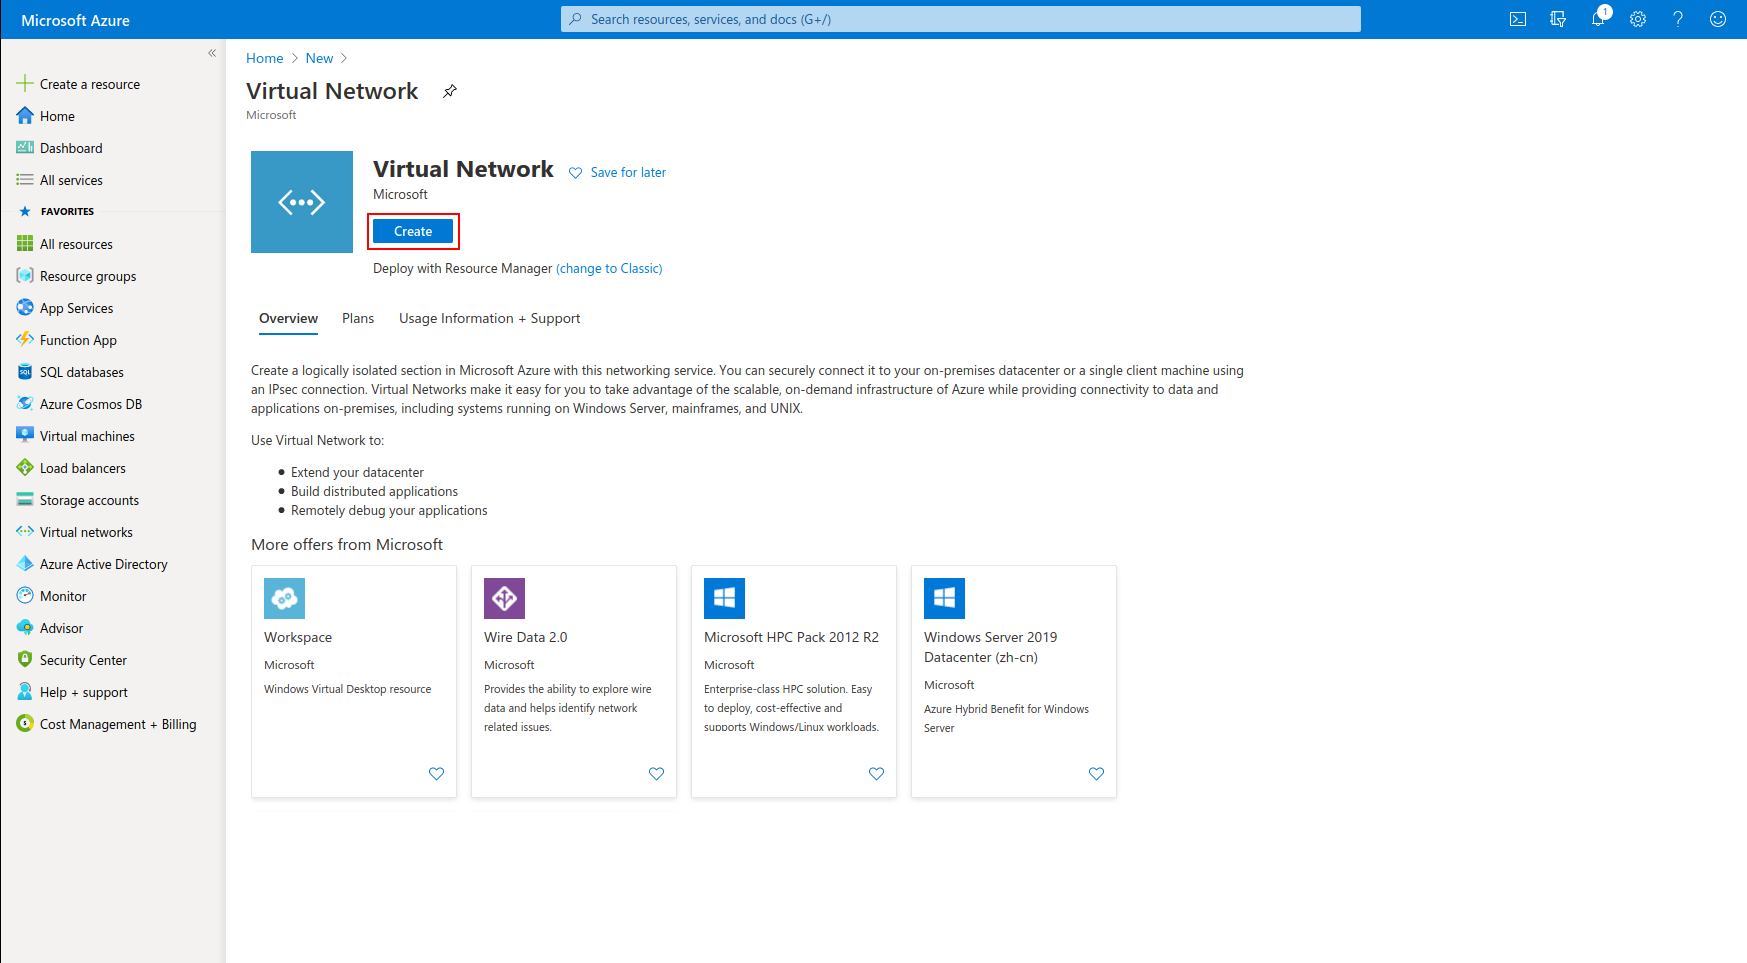 Microsoft Azure
Search resources, services, and docs (G+/)
1
Create a resource
Home
Dashboard
All services
FAVORITES
All resources
Resource groups
App Services
Function App
SQL databases
Azure Cosmos DB
Virtual machines
Load balancers
Storage accounts
Virtual networks
Azure Active Directory
Monitor
Advisor
Security Center
Help + support
Cost Management + Billing
Home > New >
Virtual Network
Microsoft
Virtual Network
Save for later
Microsoft
Create
Deploy with Resource Manager (change to Classic)
Overview Plans Usage Information + Support
Create a logically isolated section in Microsoft Azure with this networking service. You can securely connect it to your on-premises datacenter or a single client machine using
an IPsec connection. Virtual Networks make it easy for you to take advantage of the scalable, on-demand infrastructure of Azure while providing connectivity to data and
applications on-premises, including systems running on Windows Server, mainframes, and UNIX.
Use Virtual Network to:
● Extend your datacenter
● Build distributed applications
● Remotely debug your applications
More offers from Microsoft
Workspace
Microsoft
Windows Virtual Desktop resource
Wire Data 2.0
Microsoft
Provides the ability to explore wire
data and helps identify network
related issues.
Microsoft HPC Pack 2012 R2
Microsoft
Enterprise-class HPC solution. Easy
to deploy, cost-effective and
supports Windows/Linux workloads.
Windows Server 2019
Datacenter (zh-cn)
Microsoft
Azure Hybrid Benefit for Windows
Server